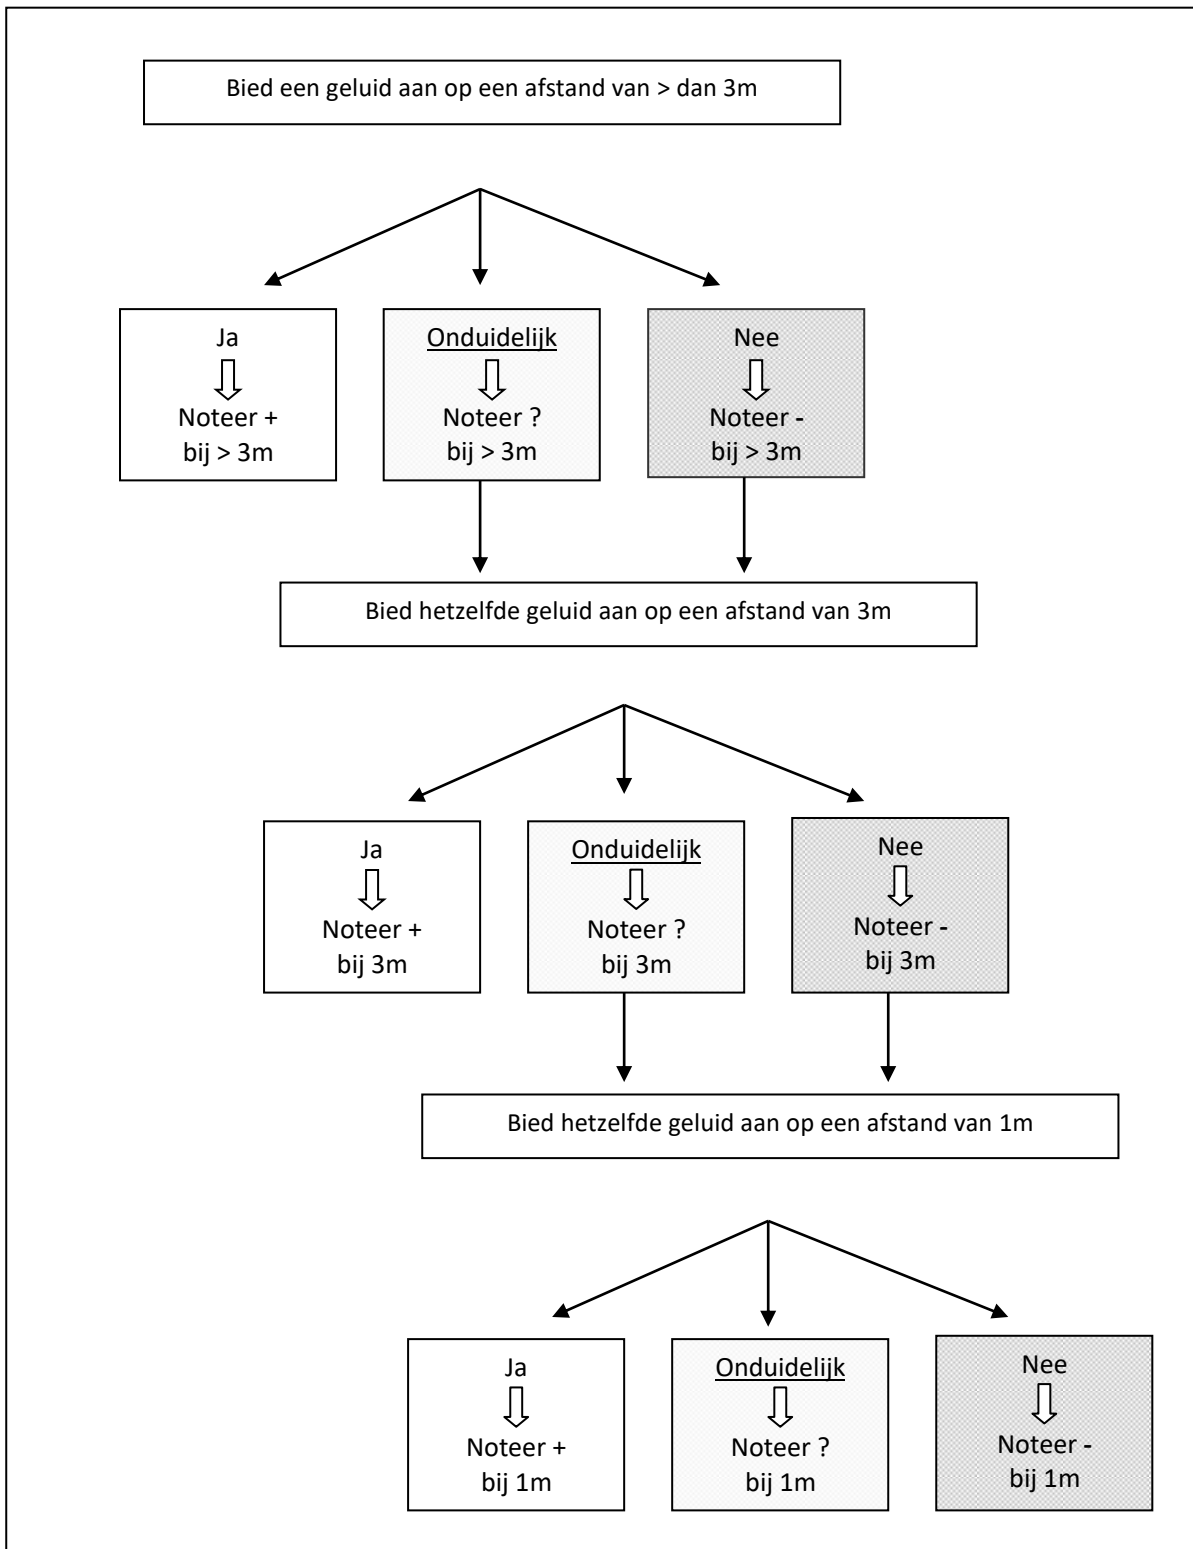 Bied een geluid aan op een afstand van > dan 3m
Ja
Noteer +
bij > 3m
Onduidelijk
Noteer ?
bij > 3m
Nee
Noteer -
bij > 3m
Bied hetzelfde geluid aan op een afstand van 3m
Ja
Noteer +
bij 3m
Onduidelijk
Noteer ?
bij 3m
Nee
Noteer -
bij 3m
Bied hetzelfde geluid aan op een afstand van 1m
Ja
Noteer +
bij 1m
Onduidelijk
Noteer ?
bij 1m
Nee
Noteer -
bij 1m